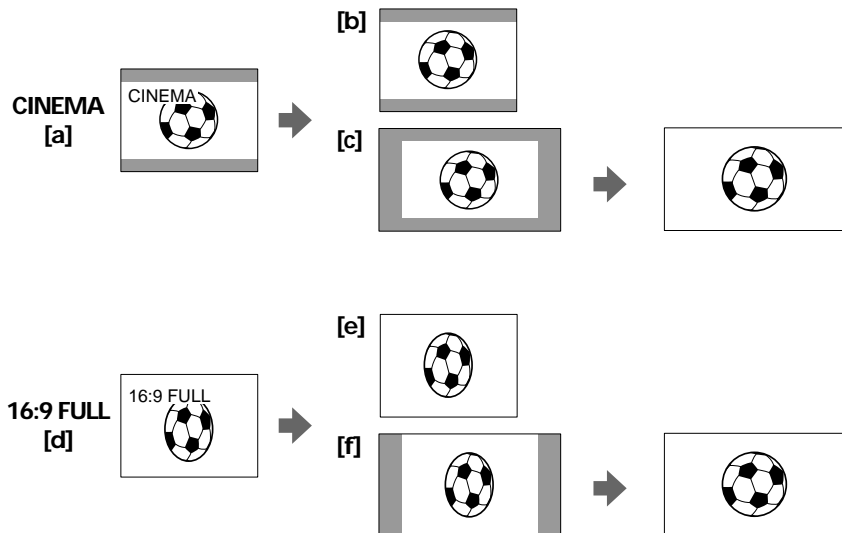 [b]
CINEMA
CINEMA
[a]
[c]
[e]
16:9 FULL
16:9 FULL
[d]
[f]